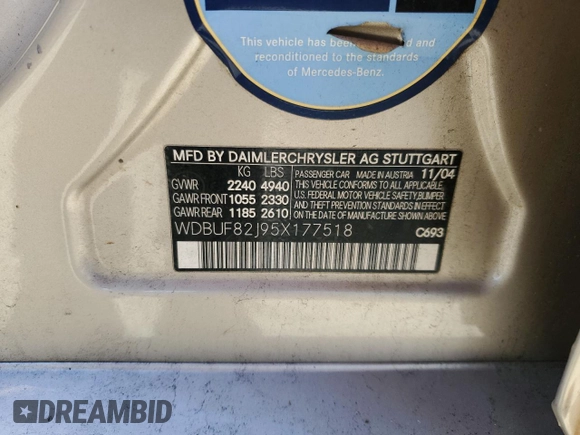 This vehicle has been and
reconditioned to the standards
of Mercedes-Benz.
MFD BY DAIMLERCHRYSLER AG STUTTGART
KG LBS PASSENGER CAR MADE IN AUSTRIA 11/04
GVWR 2240 4940 THIS VEHICLE CONFORMS TO ALL
GAWR FRONT 1055 2330 APPLICABLE U.S. FEDERAL MOTOR VEHICLE SAFETY, BUMPER
GAWR REAR 1185 2610 AND THEFT PREVENTION STANDARDS IN EFFECT ON THE DATE OF MANUFACTURE SHOWN ABOVE
WDBUF82J95X177518 C693
DREAMBID